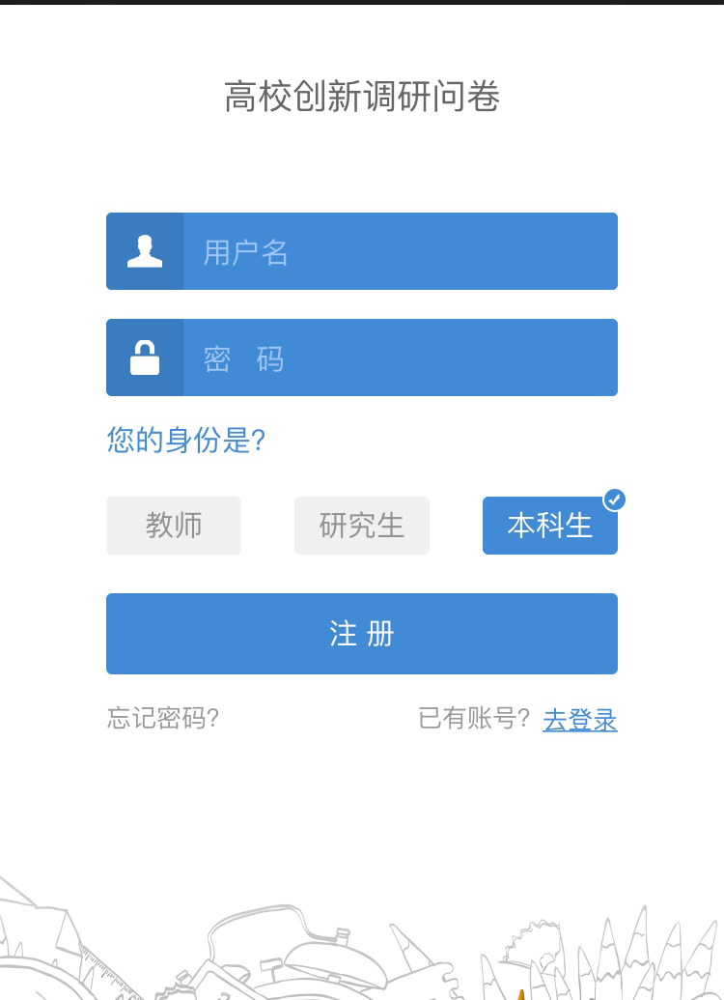 高校创新调研问卷
用户名
密 码
您的身份是?
教师 研究生 本科生
注 册
忘记密码? 已有账号? 去登录